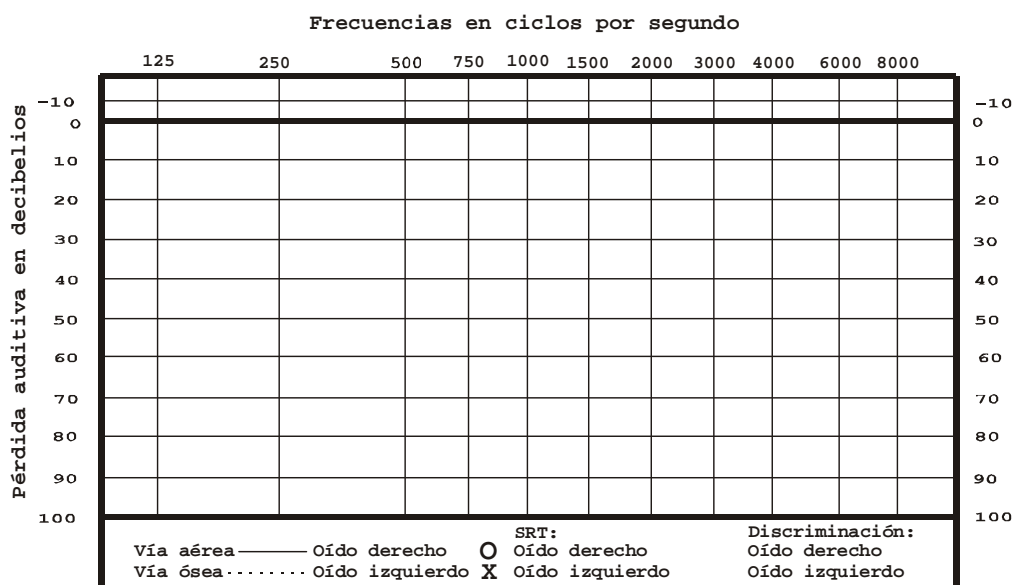 Frecuencias en ciclos por segundo
125 250 500 750 1000 1500 2000 3000 4000 6000 8000
Pérdida auditiva en decibelios
-10 -10
0 0
10 10
20 20
30 30
40 40
50 50
60 60
70 70
80 80
90 90
100 100
SRT: Discriminación:
Vía aérea Oído derecho O Oído derecho Oído derecho
Vía ósea Oído izquierdo X Oído izquierdo Oído izquierdo